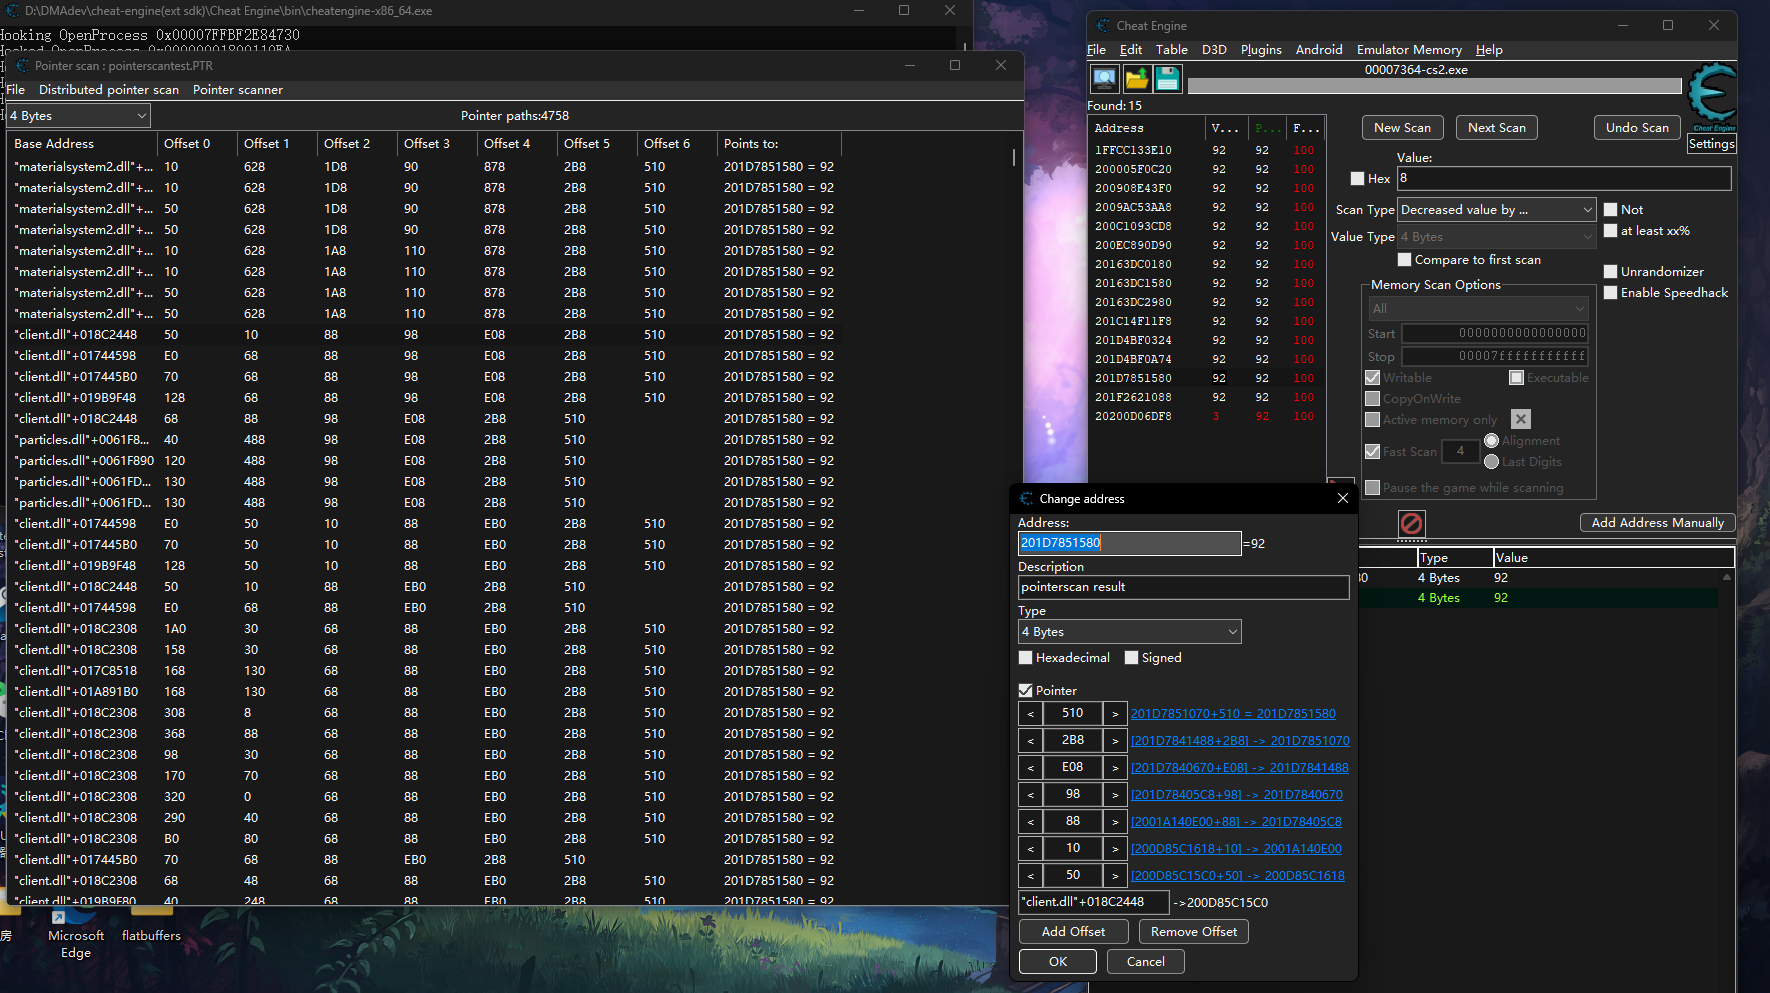 D:\DMAdev\cheat-engine(ext sdk)\Cheat Engine\bin\cheatengine-x86_64.exe
Hooking OpenProcess 0x00007FFBF2E84730
Pointer scan : pointerscantest.PTR
File Distributed pointer scan Pointer scanner
4 Bytes
Pointer paths:4758
Base Address Offset 0 Offset 1 Offset 2 Offset 3 Offset 4 Offset 5 Offset 6 Points to:
"materialsystem2.dll"+... 10 628 1D8 90 878 2B8 510 201D7851580 = 92
"materialsystem2.dll"+... 10 628 1D8 90 878 2B8 510 201D7851580 = 92
"materialsystem2.dll"+... 50 628 1D8 90 878 2B8 510 201D7851580 = 92
"materialsystem2.dll"+... 50 628 1D8 90 878 2B8 510 201D7851580 = 92
"materialsystem2.dll"+... 10 628 1A8 110 878 2B8 510 201D7851580 = 92
"materialsystem2.dll"+... 10 628 1A8 110 878 2B8 510 201D7851580 = 92
"materialsystem2.dll"+... 50 628 1A8 110 878 2B8 510 201D7851580 = 92
"materialsystem2.dll"+... 50 628 1A8 110 878 2B8 510 201D7851580 = 92
"client.dll"+018C2448 50 10 88 98 E08 2B8 510 201D7851580 = 92
"client.dll"+01744598 E0 68 88 98 E08 2B8 510 201D7851580 = 92
"client.dll"+017445B0 70 68 88 98 E08 2B8 510 201D7851580 = 92
"client.dll"+019B9F48 128 68 88 98 E08 2B8 510 201D7851580 = 92
"client.dll"+018C2448 68 88 98 E08 2B8 510 201D7851580 = 92
"particles.dll"+0061F8... 40 488 98 E08 2B8 510 201D7851580 = 92
"particles.dll"+0061F890 120 488 98 E08 2B8 510 201D7851580 = 92
"particles.dll"+0061FD... 130 488 98 E08 2B8 510 201D7851580 = 92
"particles.dll"+0061FD... 130 488 98 E08 2B8 510 201D7851580 = 92
"client.dll"+01744598 E0 50 10 88 EB0 2B8 510 201D7851580 = 92
"client.dll"+017445B0 70 50 10 88 EB0 2B8 510 201D7851580 = 92
"client.dll"+019B9F48 128 50 10 88 EB0 2B8 510 201D7851580 = 92
"client.dll"+018C2448 50 10 88 EB0 2B8 510 201D7851580 = 92
"client.dll"+01744598 E0 68 88 EB0 2B8 510 201D7851580 = 92
"client.dll"+018C2308 1A0 30 68 88 EB0 2B8 510 201D7851580 = 92
"client.dll"+018C2308 158 30 68 88 EB0 2B8 510 201D7851580 = 92
"client.dll"+017C8518 168 130 68 88 EB0 2B8 510 201D7851580 = 92
"client.dll"+01A891B0 168 130 68 88 EB0 2B8 510 201D7851580 = 92
"client.dll"+018C2308 308 8 68 88 EB0 2B8 510 201D7851580 = 92
"client.dll"+018C2308 368 88 68 88 EB0 2B8 510 201D7851580 = 92
"client.dll"+018C2308 98 30 68 88 EB0 2B8 510 201D7851580 = 92
"client.dll"+018C2308 170 70 68 88 EB0 2B8 510 201D7851580 = 92
"client.dll"+018C2308 320 0 68 88 EB0 2B8 510 201D7851580 = 92
"client.dll"+018C2308 290 40 68 88 EB0 2B8 510 201D7851580 = 92
"client.dll"+018C2308 B0 80 68 88 EB0 2B8 510 201D7851580 = 92
"client.dll"+017445B0 70 68 88 EB0 2B8 510 201D7851580 = 92
"client.dll"+018C2308 68 48 68 88 EB0 2B8 510 201D7851580 = 92
"client.dll"+019B9F80 40 248 68 88 EB0 2B8 510 201D7851580 = 92
房
Microsoft Edge
flatbuffers
Cheat Engine
File Edit Table D3D Plugins Android Emulator Memory Help
00007364-cs2.exe
Found: 15
Cheat Engine
Settings
Address V... P... F...
1FFCC133E10 92 92 100
200005F0C20 92 92 100
200908E43F0 92 92 100
2009AC53AA8 92 92 100
200C1093CD8 92 92 100
200EC890D90 92 92 100
20163DC0180 92 92 100
20163DC1580 92 92 100
20163DC2980 92 92 100
201C14F11F8 92 92 100
201D4BF0324 92 92 100
201D4BF0A74 92 92 100
201D7851580 92 92 100
201F2621088 92 92 100
20200D06DF8 3 92 100
New Scan Next Scan Undo Scan
Value:
Hex 8
Scan Type Decreased value by ... Not
Value Type 4 Bytes at least xx%
Compare to first scan
Unrandomizer
Enable Speedhack
Memory Scan Options
All
Start 0000000000000000
Stop 00007fffffffffff
Writable Executable
CopyOnWrite
Active memory only
Fast Scan 4 Alignment
Last Digits
Pause the game while scanning
Add Address Manually
Type Value
4 Bytes 92
4 Bytes 92
Change address
Address:
201D7851580 =92
Description
pointerscan result
Type
4 Bytes
Hexadecimal Signed
Pointer
< 510 > 201D7851070+510 = 201D7851580
< 2B8 > [201D7841488+2B8] -> 201D7851070
< E08 > [201D7840670+E08] -> 201D7841488
< 98 > [201D78405C8+98] -> 201D7840670
< 88 > [2001A140E00+88] -> 201D78405C8
< 10 > [200D85C1618+10] -> 2001A140E00
< 50 > [200D85C15C0+50] -> 200D85C1618
"client.dll"+018C2448 ->200D85C15C0
Add Offset Remove Offset
OK Cancel